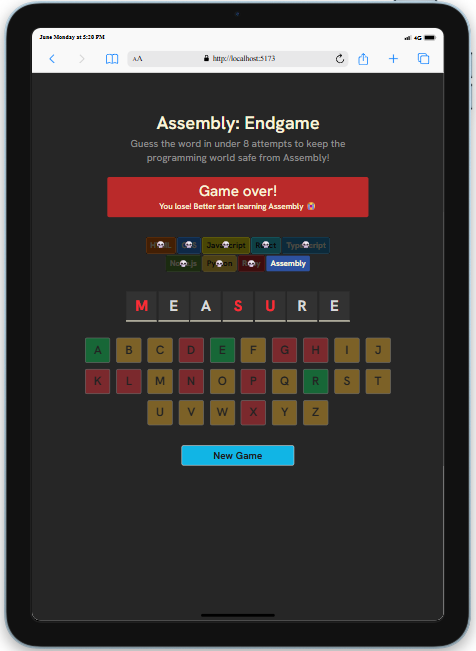 June Monday at 5:20 PM 4G
AA http://localhost:5173
Assembly: Endgame
Guess the word in under 8 attempts to keep the
programming world safe from Assembly!
Game over!
You lose! Better start learning Assembly
HTML CSS JavaScript React TypeScript
Node.js Python Ruby Assembly
M E A S U R E
A B C D E F G H I J
K L M N O P Q R S T
U V W X Y Z
New Game